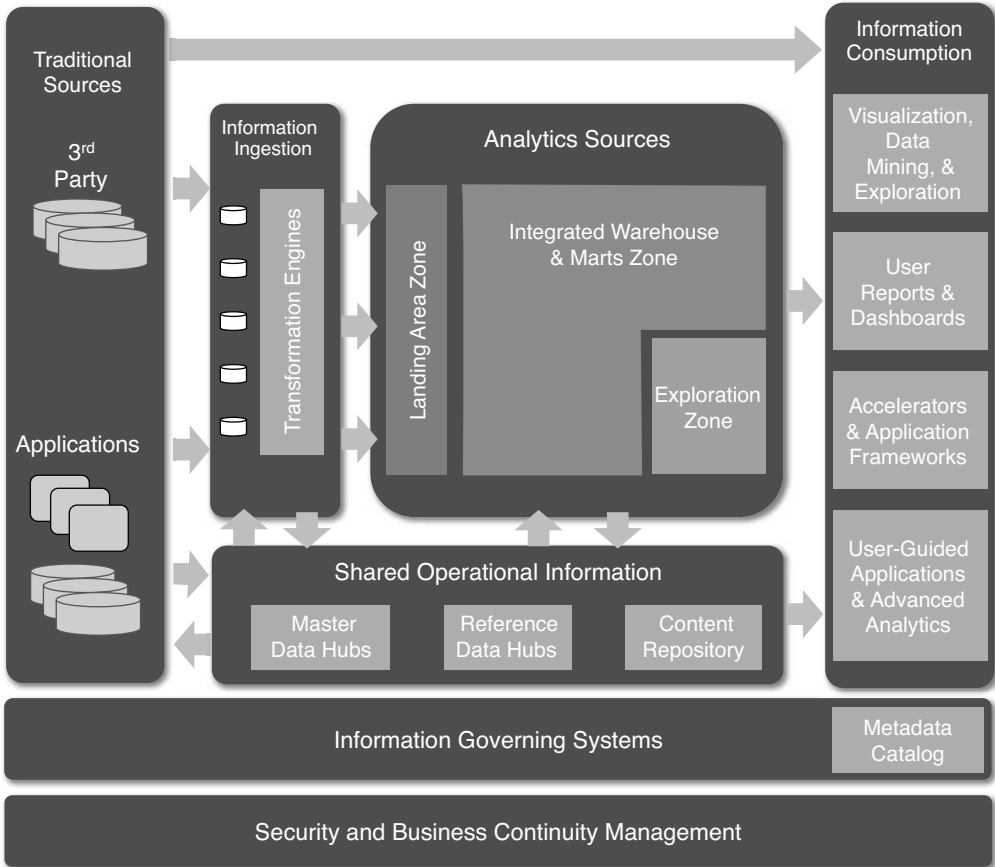 Traditional
Sources
3rd
Party
Applications
Information
Ingestion
Transformation Engines
Analytics Sources
Landing Area Zone
Integrated Warehouse
& Marts Zone
Exploration
Zone
Shared Operational Information
Master
Data Hubs
Reference
Data Hubs
Content
Repository
Information
Consumption
Visualization,
Data
Mining, &
Exploration
User
Reports &
Dashboards
Accelerators
& Application
Frameworks
User-Guided
Applications
& Advanced
Analytics
Information Governing Systems
Metadata
Catalog
Security and Business Continuity Management